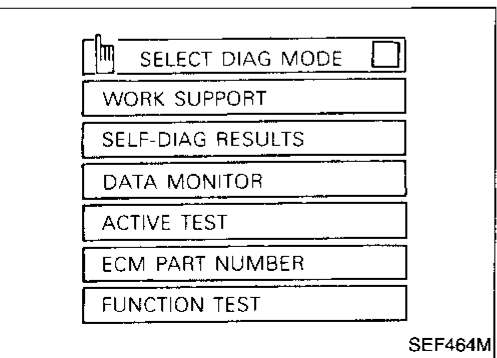 SELECT DIAG MODE
WORK SUPPORT
SELF-DIAG RESULTS
DATA MONITOR
ACTIVE TEST
ECM PART NUMBER
FUNCTION TEST
SEF464M